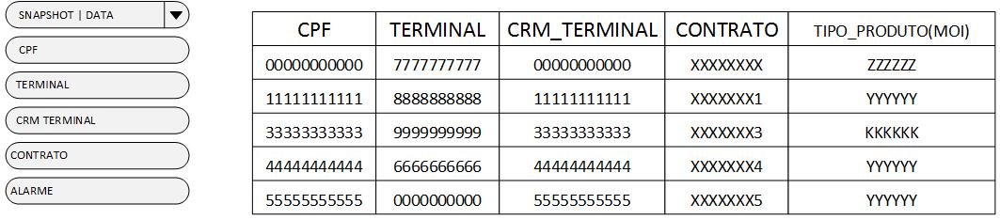 SNAPSHOT | DATA
CPF
TERMINAL
CRM TERMINAL
CONTRATO
ALARME
CPF TERMINAL CRM_TERMINAL CONTRATO TIPO_PRODUTO(MOI)
00000000000 7777777777 00000000000 XXXXXXXX ZZZZZZ
11111111111 8888888888 11111111111 XXXXXXX1 YYYYYY
33333333333 9999999999 33333333333 XXXXXXX3 KKKKKK
44444444444 6666666666 44444444444 XXXXXXX4 YYYYYY
55555555555 0000000000 55555555555 XXXXXXX5 YYYYYY